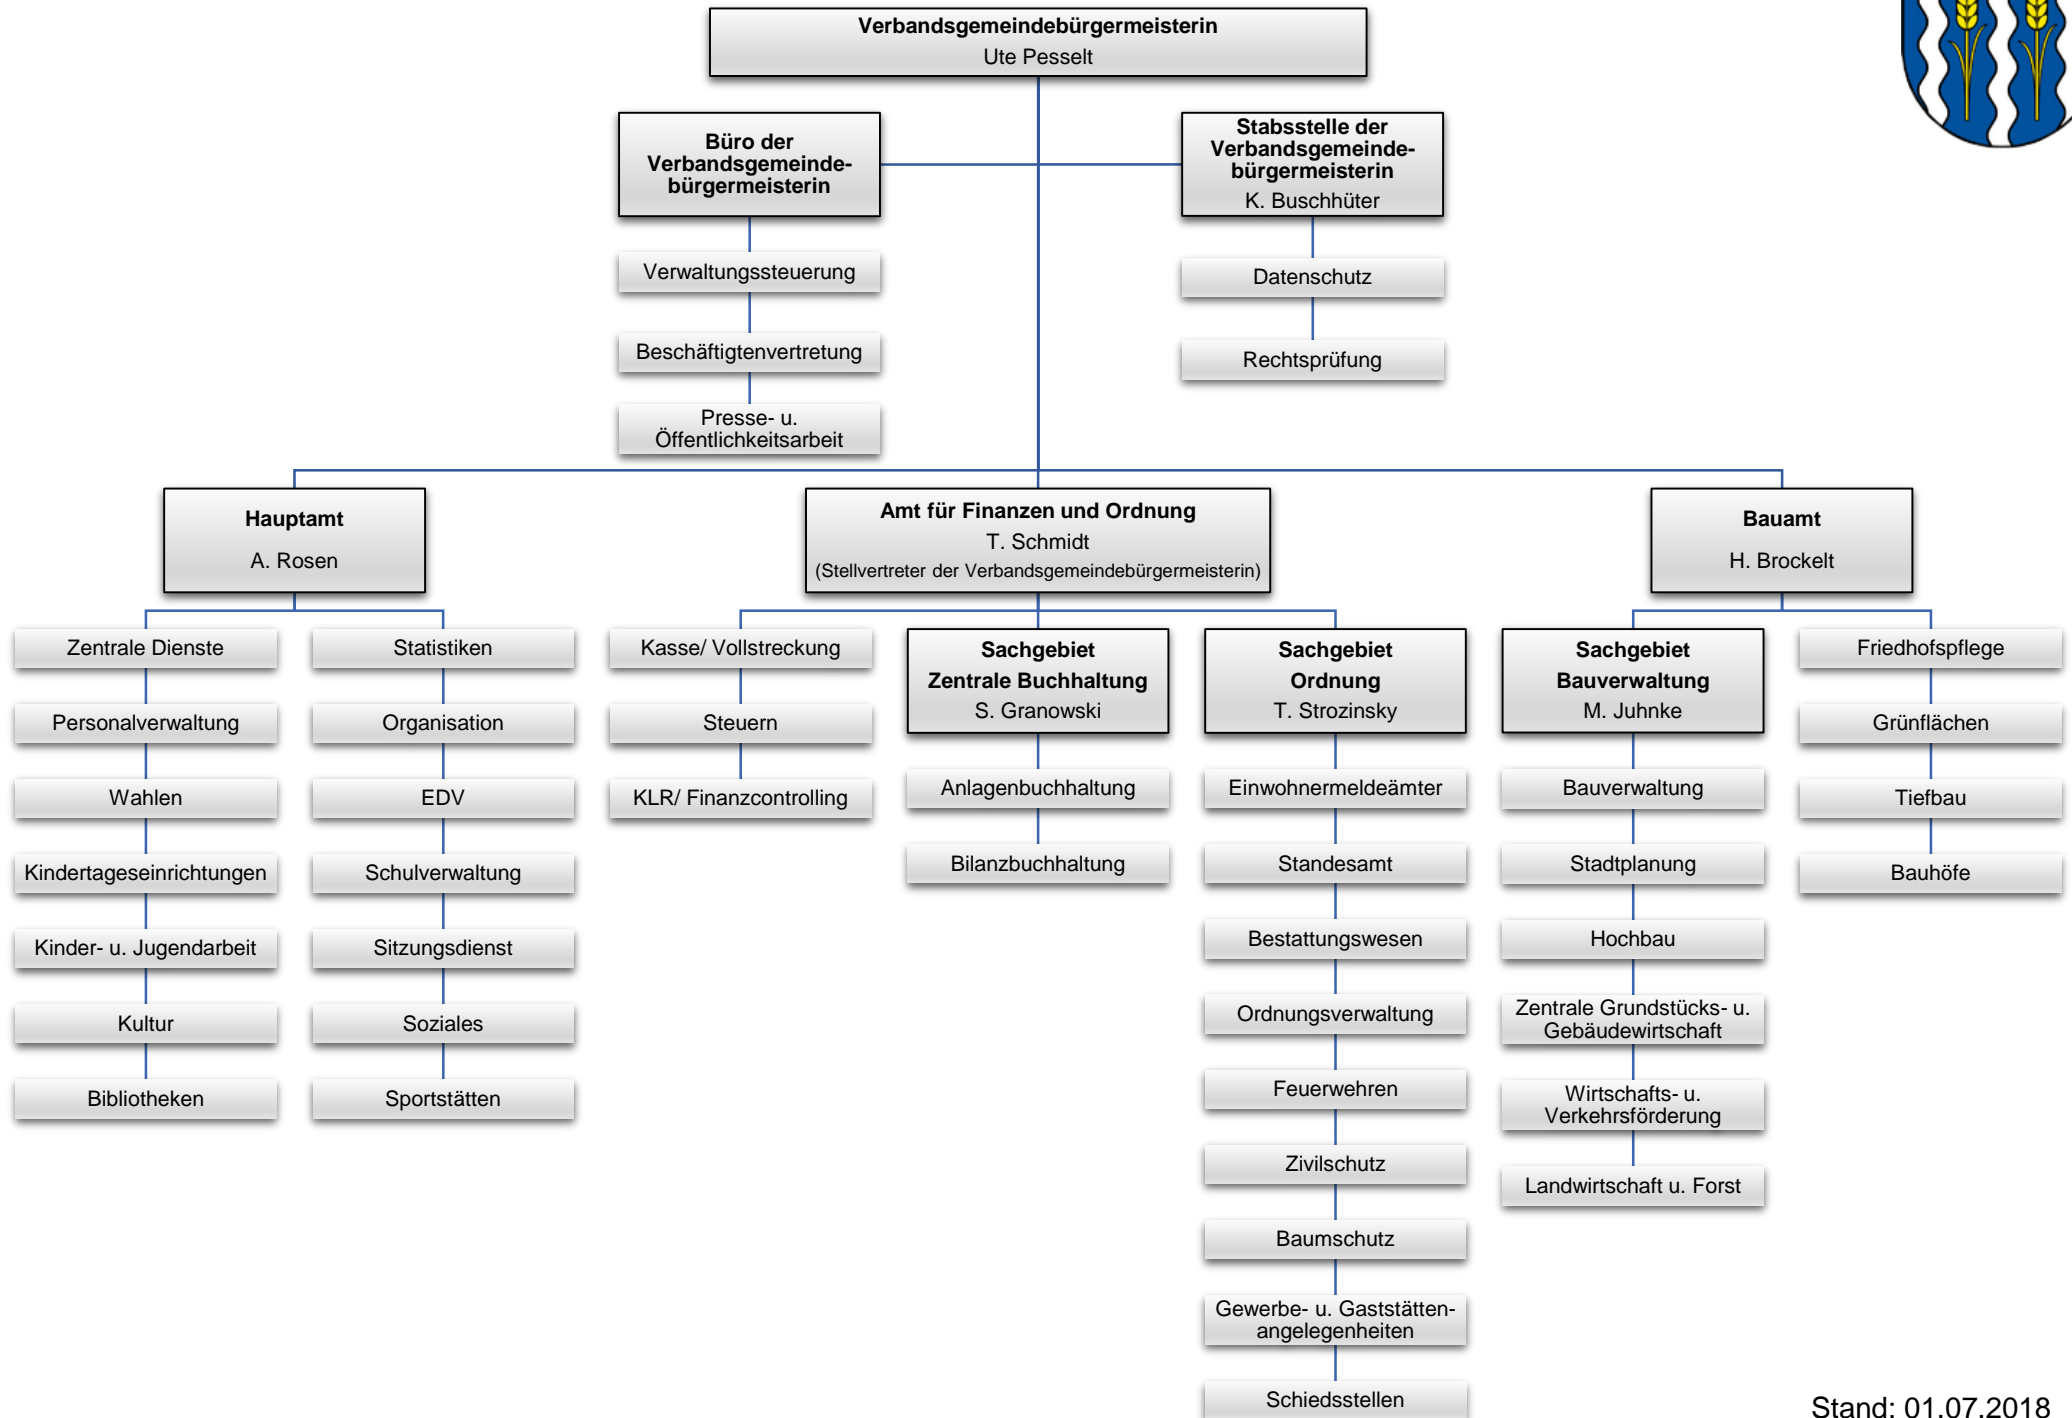 Verbandsgemeindebürgermeisterin
Ute Pesselt
Büro der
Verbandsgemeinde-
bürgermeisterin
Verwaltungssteuerung
Beschäftigtenvertretung
Presse- u.
Öffentlichkeitsarbeit
Stabsstelle der
Verbandsgemeinde-
bürgermeisterin
K. Buschhüter
Datenschutz
Rechtsprüfung
Hauptamt
A. Rosen
Zentrale Dienste
Personalverwaltung
Wahlen
Kindertageseinrichtungen
Kinder- u. Jugendarbeit
Kultur
Bibliotheken
Statistiken
Organisation
EDV
Schulverwaltung
Sitzungsdienst
Soziales
Sportstätten
Amt für Finanzen und Ordnung
T. Schmidt
(Stellvertreter der Verbandsgemeindebürgermeisterin)
Kasse/ Vollstreckung
Steuern
KLR/ Finanzcontrolling
Sachgebiet
Zentrale Buchhaltung
S. Granowski
Anlagenbuchhaltung
Bilanzbuchhaltung
Sachgebiet
Ordnung
T. Strozinsky
Einwohnermeldeämter
Standesamt
Bestattungswesen
Ordnungsverwaltung
Feuerwehren
Zivilschutz
Baumschutz
Gewerbe- u. Gaststätten-
angelegenheiten
Schiedsstellen
Bauamt
H. Brockelt
Sachgebiet
Bauverwaltung
M. Juhnke
Bauverwaltung
Stadtplanung
Hochbau
Zentrale Grundstücks- u.
Gebäudewirtschaft
Wirtschafts- u.
Verkehrsförderung
Landwirtschaft u. Forst
Friedhofspflege
Grünflächen
Tiefbau
Bauhöfe
Stand: 01.07.2018